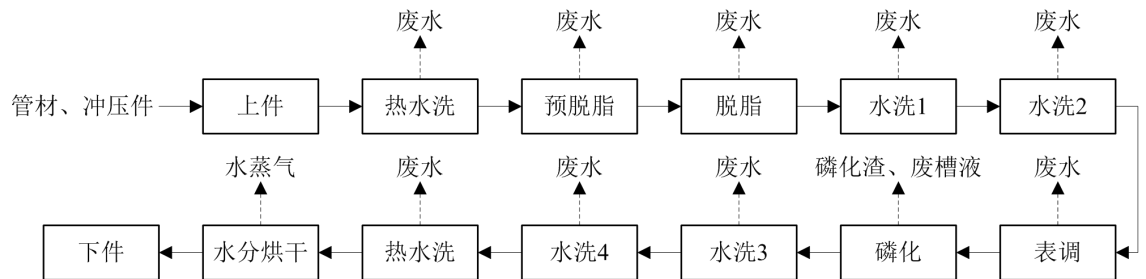 废水 废水 废水 废水 废水
管材、冲压件 上件 热水洗 预脱脂 脱脂 水洗1 水洗2
水蒸气 废水 废水 废水 磷化渣、废槽液 废水
下件 水分烘干 热水洗 水洗4 水洗3 磷化 表调